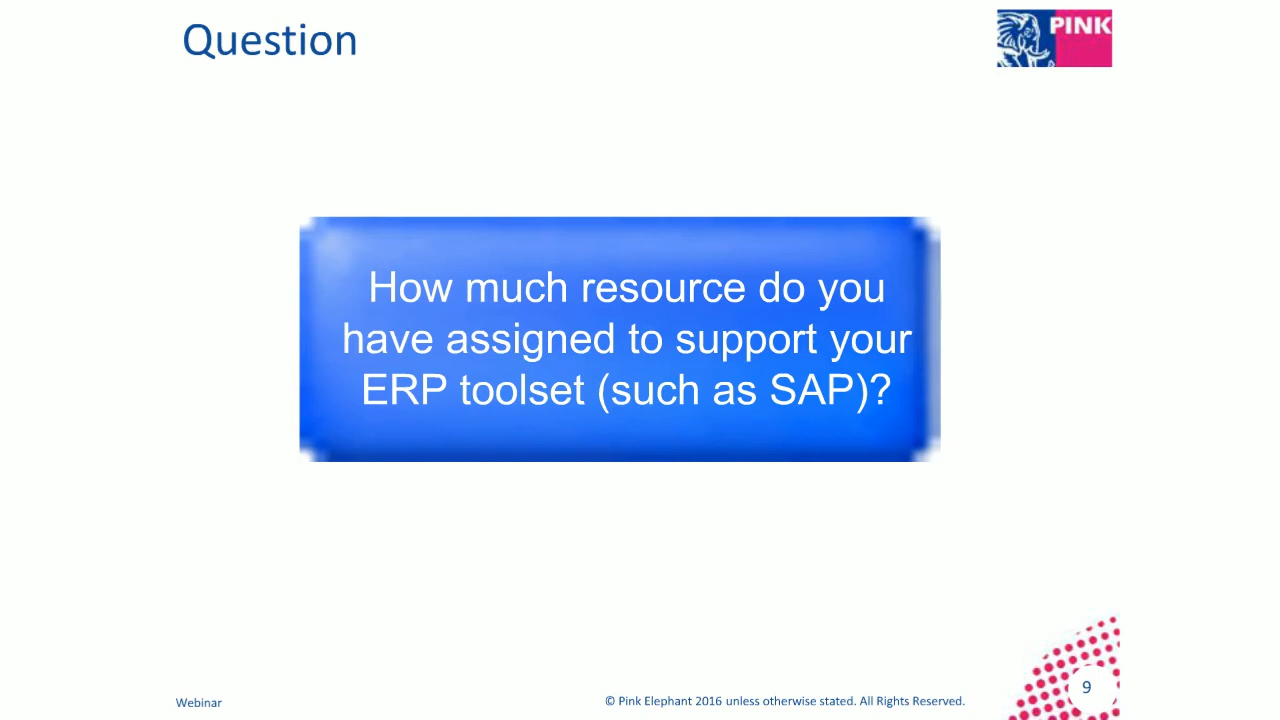 Question
PINK
How much resource do you
have assigned to support your
ERP toolset (such as SAP)?
Webinar
© Pink Elephant 2016 unless otherwise stated. All Rights Reserved.
9